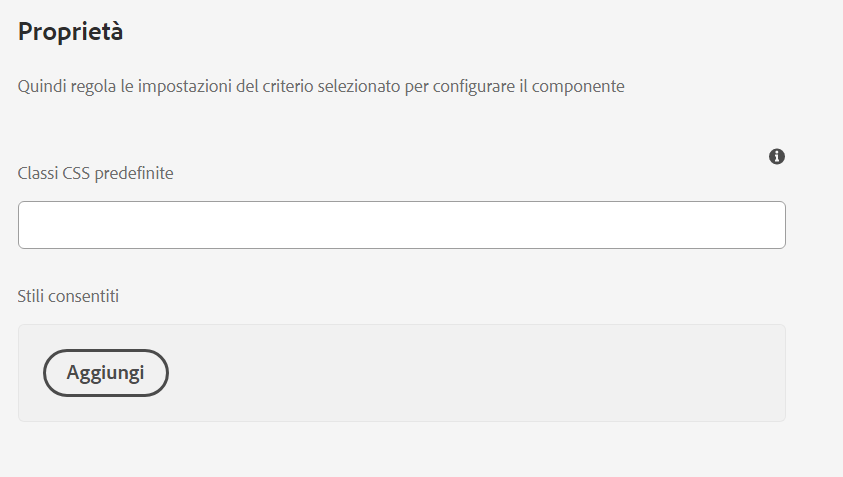 Proprietà
Quindi regola le impostazioni del criterio selezionato per configurare il componente
Classi CSS predefinite
Stili consentiti
Aggiungi